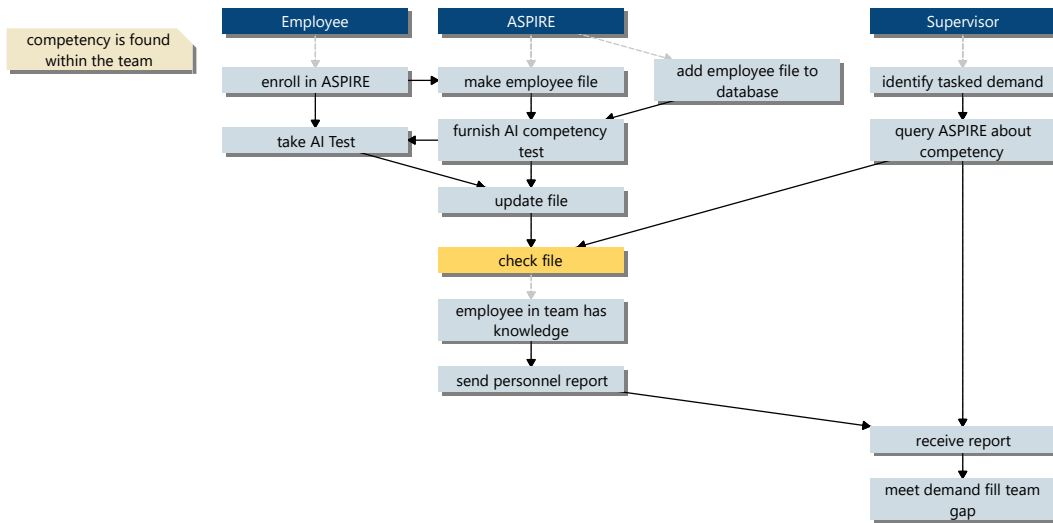 Employee
ASPIRE
Supervisor
competency is found
within the team
enroll in ASPIRE
make employee file
add employee file to
database
identify tasked demand
take AI Test
furnish AI competency
test
query ASPIRE about
competency
update file
check file
employee in team has
knowledge
send personnel report
receive report
meet demand fill team
gap